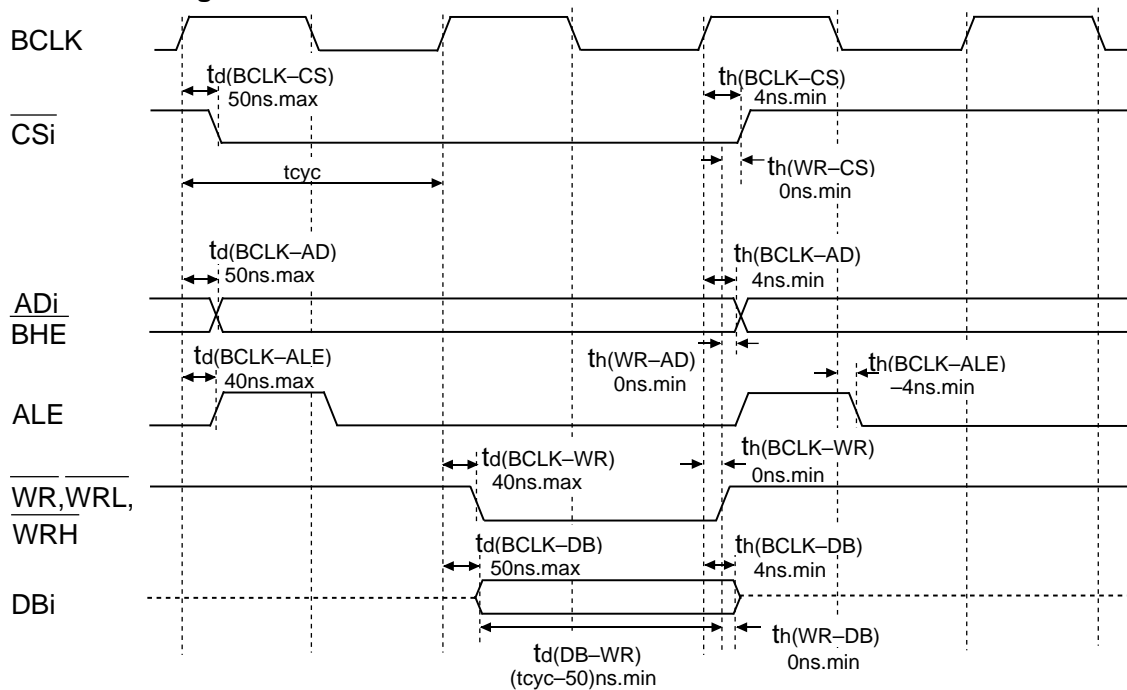 BCLK
td(BCLK–CS)
50ns.max
th(BCLK–CS)
4ns.min
CSi
th(WR–CS)
0ns.min
tcyc
td(BCLK–AD)
50ns.max
th(BCLK–AD)
4ns.min
ADi
BHE
th(WR–AD)
0ns.min
td(BCLK–ALE)
40ns.max
th(BCLK–ALE)
–4ns.min
ALE
td(BCLK–WR)
40ns.max
th(BCLK–WR)
0ns.min
WR,WRL,
WRH
td(BCLK–DB)
50ns.max
th(BCLK–DB)
4ns.min
DBi
td(DB–WR)
(tcyc–50)ns.min
th(WR–DB)
0ns.min